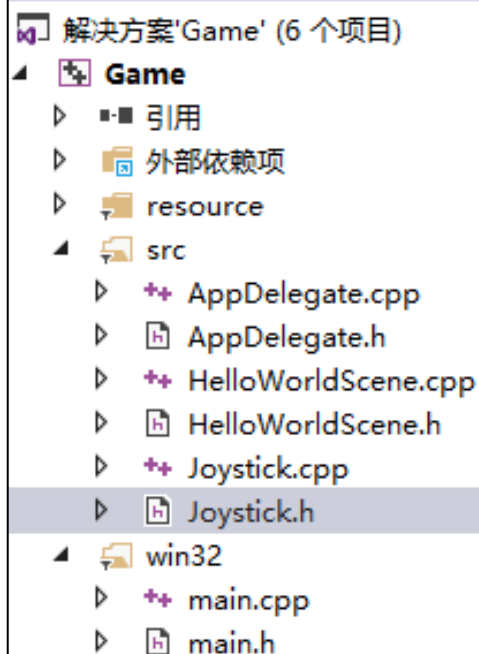 解决方案'Game' (6 个项目)
Game
引用
外部依赖项
resource
src
AppDelegate.cpp
AppDelegate.h
HelloWorldScene.cpp
HelloWorldScene.h
Joystick.cpp
Joystick.h
win32
main.cpp
main.h